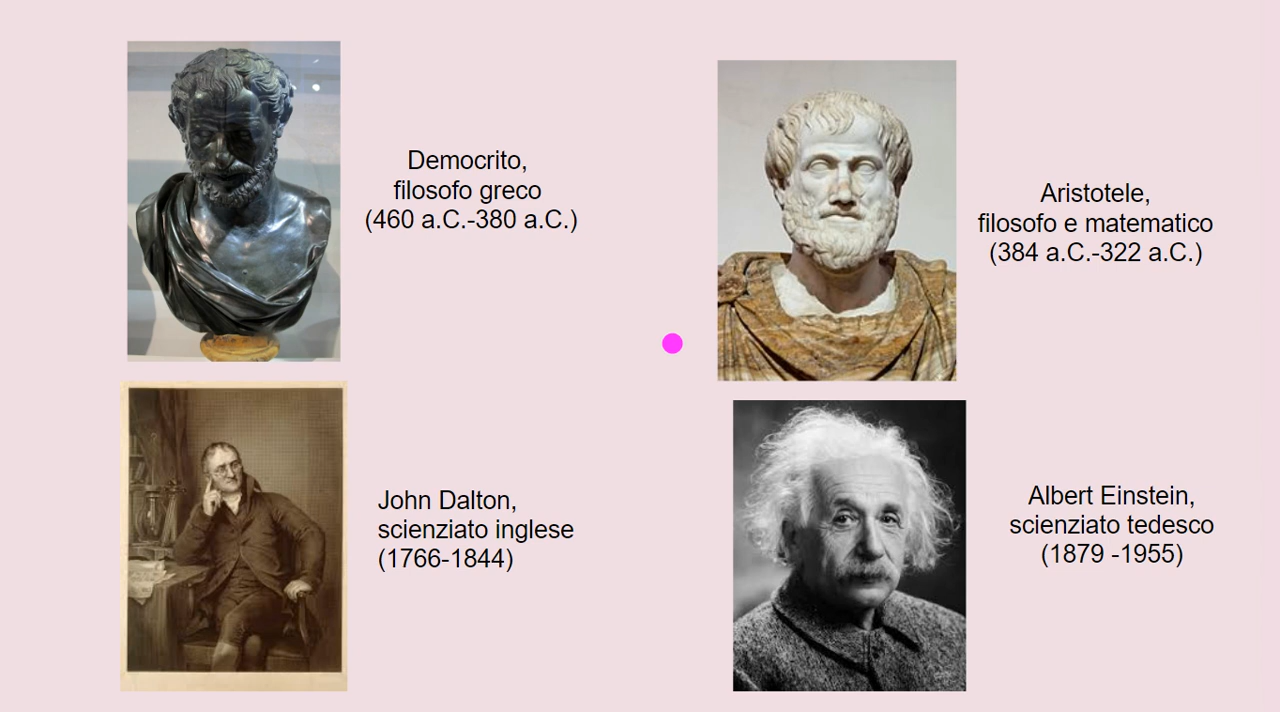 Democrito,
filosofo greco
(460 a.C.-380 a.C.)
Aristotele,
filosofo e matematico
(384 a.C.-322 a.C.)
John Dalton,
scienziato inglese
(1766-1844)
Albert Einstein,
scienziato tedesco
(1879 -1955)